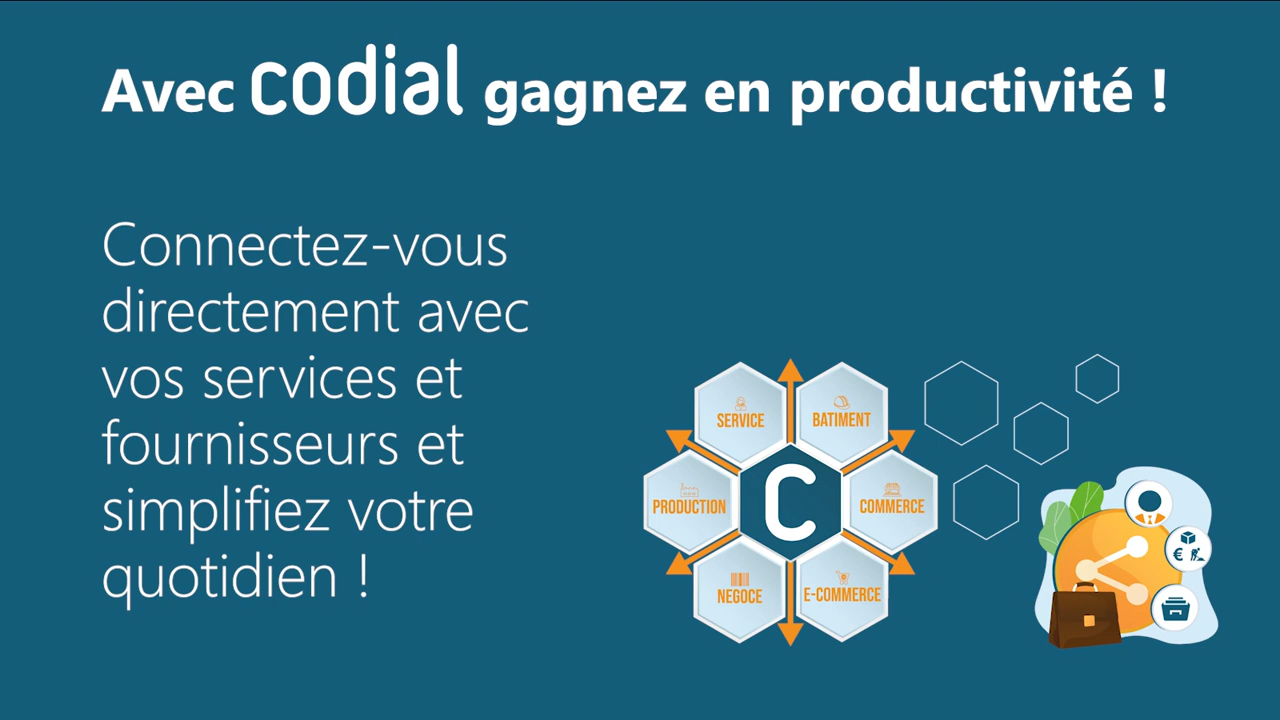 Avec codial gagnez en productivité !
Connectez-vous
directement avec
vos services et
fournisseurs et
simplifiez votre
quotidien !
SERVICE
BATIMENT
PRODUCTION
C
COMMERCE
NEGOCE
E-COMMERCE
€